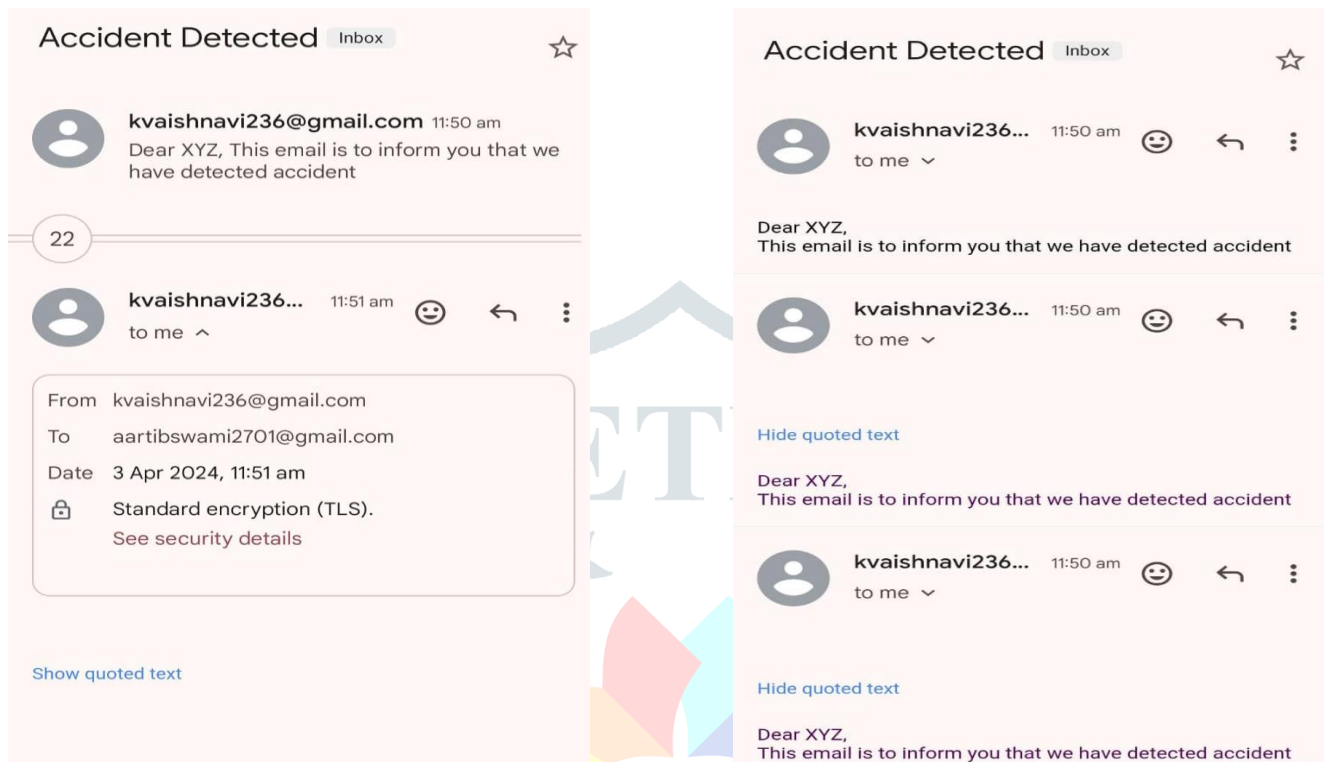 Accident Detected Inbox
kvaishnavi236@gmail.com 11:50 am
Dear XYZ, This email is to inform you that we
have detected accident
22
kvaishnavi236... 11:51 am
to me
From kvaishnavi236@gmail.com
To aartibswami2701@gmail.com
Date 3 Apr 2024, 11:51 am
Standard encryption (TLS).
See security details
Show quoted text
Accident Detected Inbox
kvaishnavi236... 11:50 am
to me
Dear XYZ,
This email is to inform you that we have detected accident
kvaishnavi236... 11:50 am
to me
Hide quoted text
Dear XYZ,
This email is to inform you that we have detected accident
kvaishnavi236... 11:50 am
to me
Hide quoted text
Dear XYZ,
This email is to inform you that we have detected accident